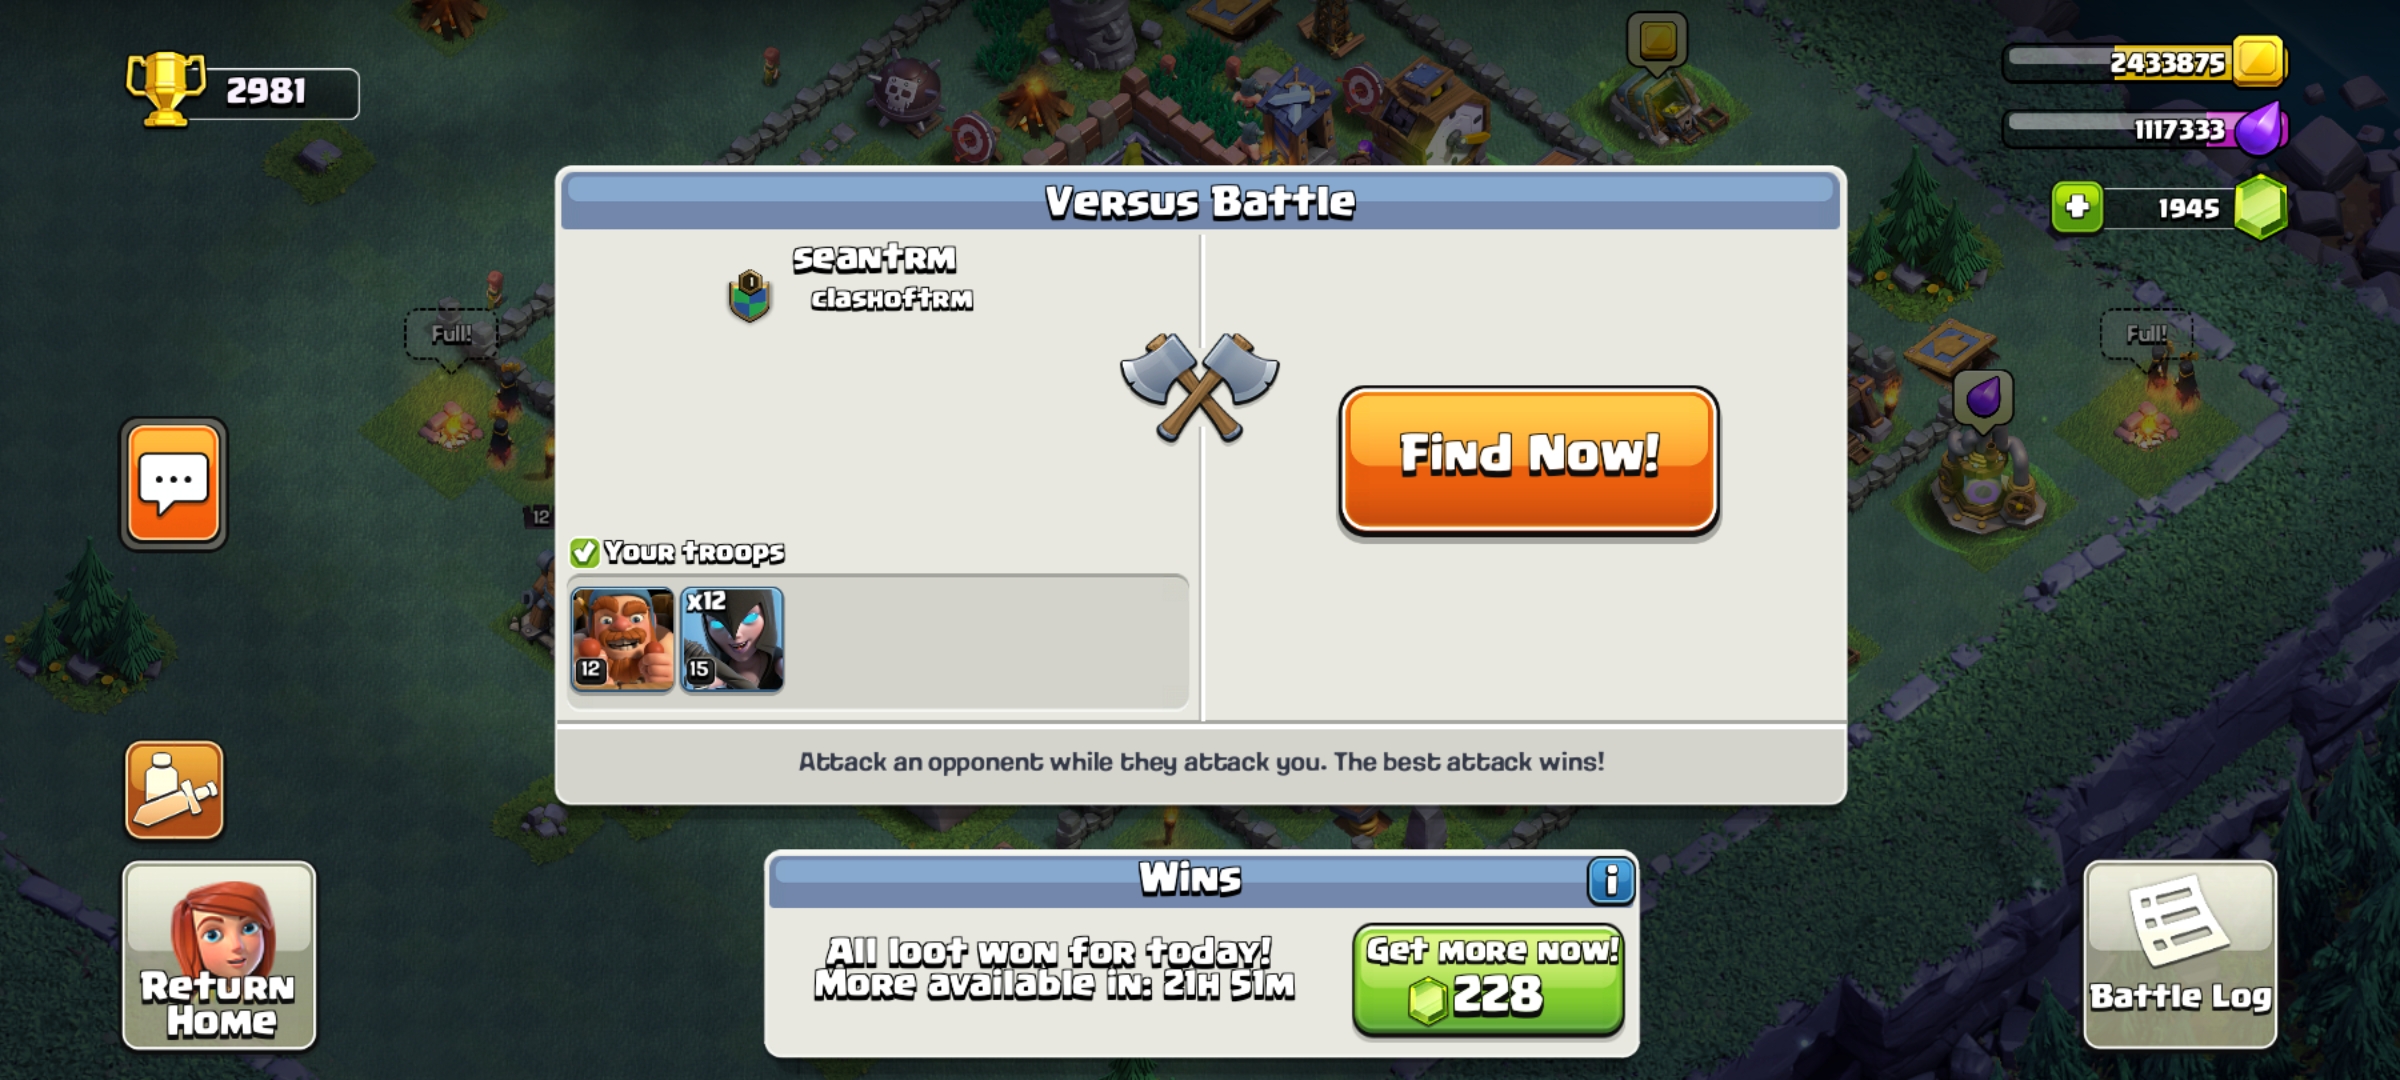 2981
2433875
1117333
1945
Versus Battle
seantrm
clashoftrm
1
Full!
Full!
Find Now!
12
Your troops
x12
12
15
Attack an opponent while they attack you. The best attack wins!
Wins
i
All loot won for today!
More available in: 21H 51M
Get more now!
228
Return
Home
Battle Log